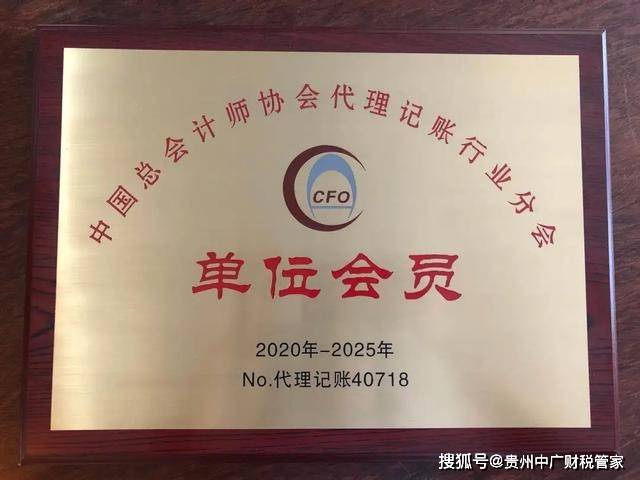 中国总会计师协会代理记账行业分会
CFO
单位会员
2020年-2025年
No.代理记账40718
搜狐号@贵州中广财税管家